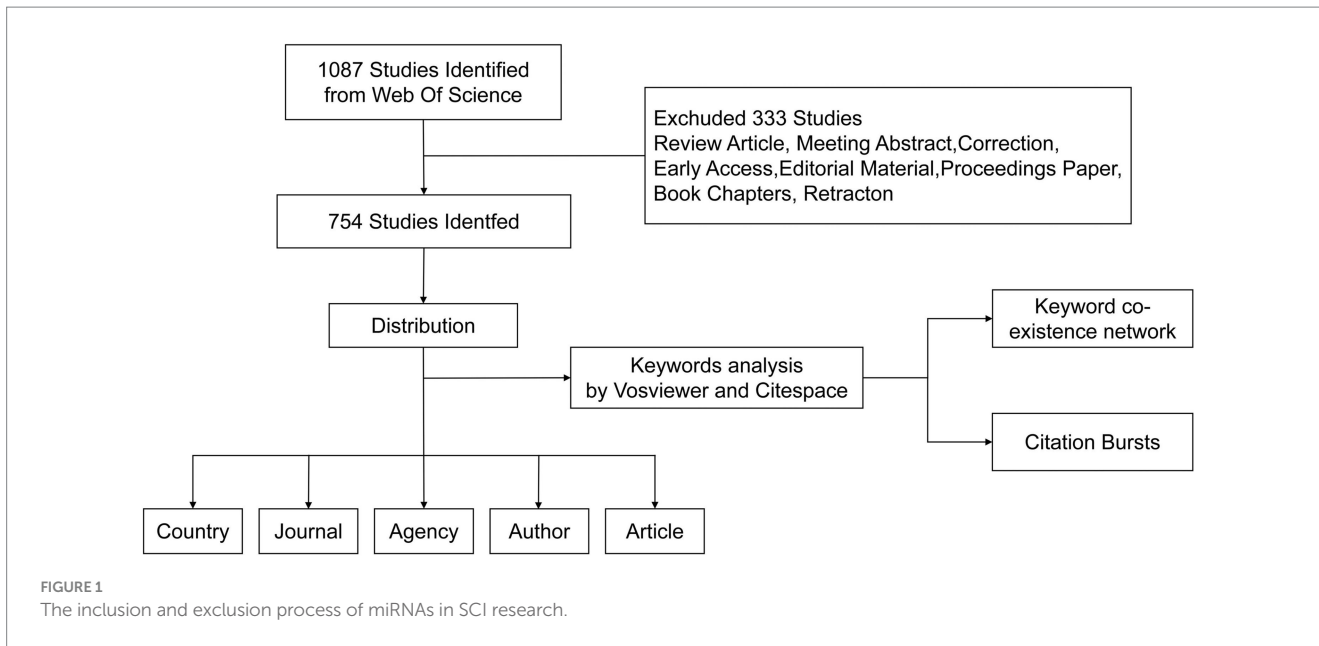 1087 Studies Identified
from Web Of Science
Exchuded 333 Studies
Review Article, Meeting Abstract,Correction,
Early Access,Editorial Material,Proceedings Paper,
Book Chapters, Retracton
754 Studies Identfed
Distribution
Keywords analysis
by Vosviewer and Citespace
Keyword co-
existence network
Citation Bursts
Country
Journal
Agency
Author
Article
FIGURE 1
The inclusion and exclusion process of miRNAs in SCI research.